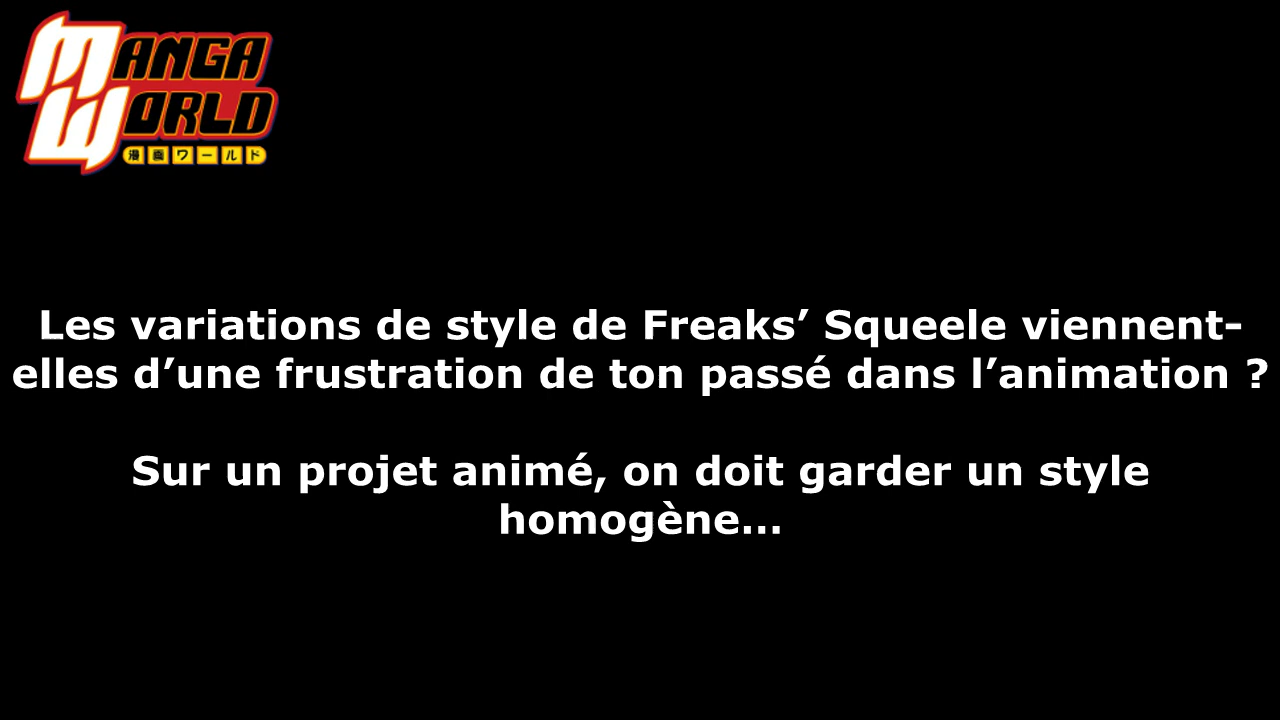 MANGA
WORLD
漫画ワールド
Les variations de style de Freaks’ Squeele viennent-
elles d’une frustration de ton passé dans l’animation ?
Sur un projet animé, on doit garder un style
homogène…